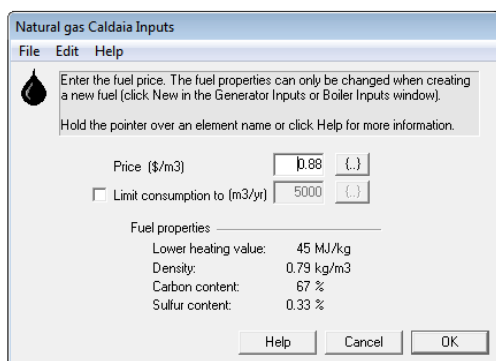 Natural gas Caldaia Inputs
File Edit Help
Enter the fuel price. The fuel properties can only be changed when creating
a new fuel (click New in the Generator Inputs or Boiler Inputs window).
Hold the pointer over an element name or click Help for more information.
Price ($/m3) 0.88 {..}
Limit consumption to (m3/yr) 5000 {..}
Fuel properties
Lower heating value: 45 MJ/kg
Density: 0.79 kg/m3
Carbon content: 67 %
Sulfur content: 0.33 %
Help Cancel OK